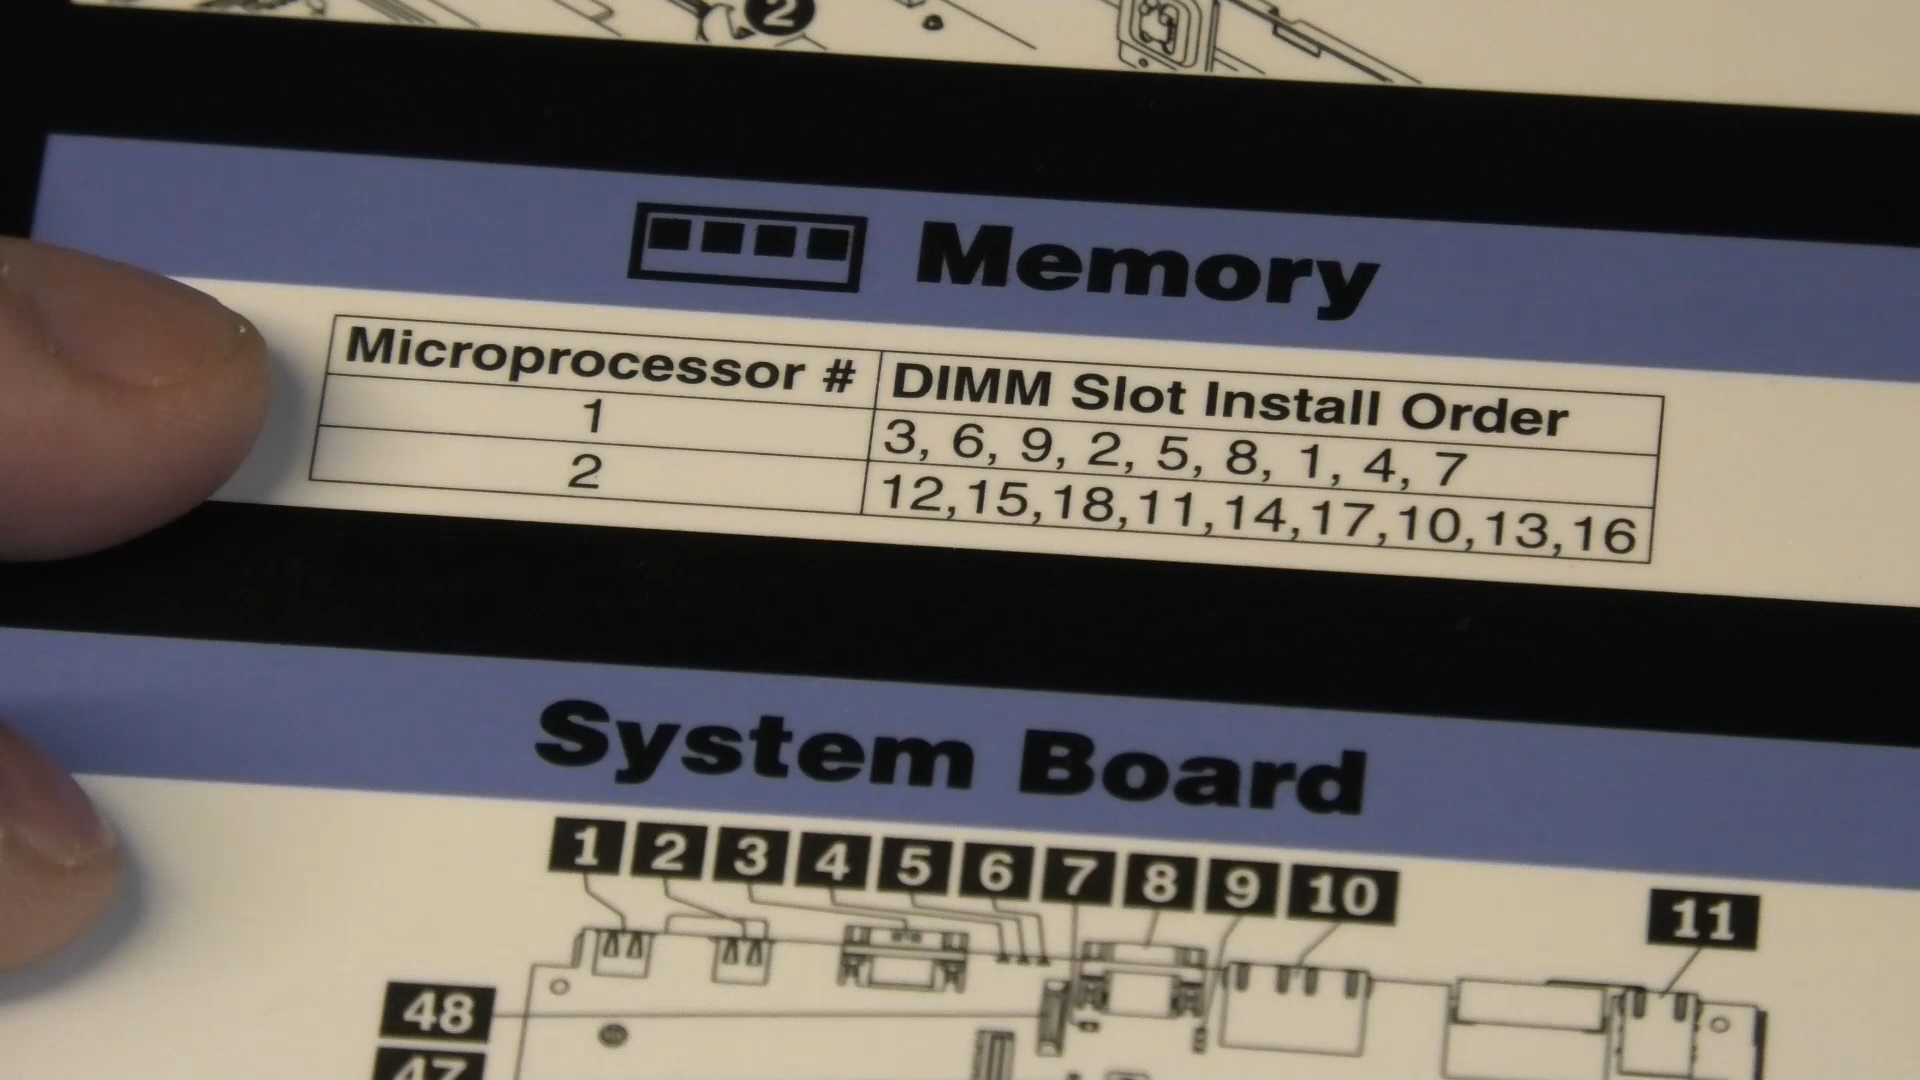 2
Memory
Microprocessor # DIMM Slot Install Order
1 3, 6, 9, 2, 5, 8, 1, 4, 7
2 12,15,18,11,14,17,10,13,16
System Board
1 2 3 4 5 6 7 8 9 10 11
48
47